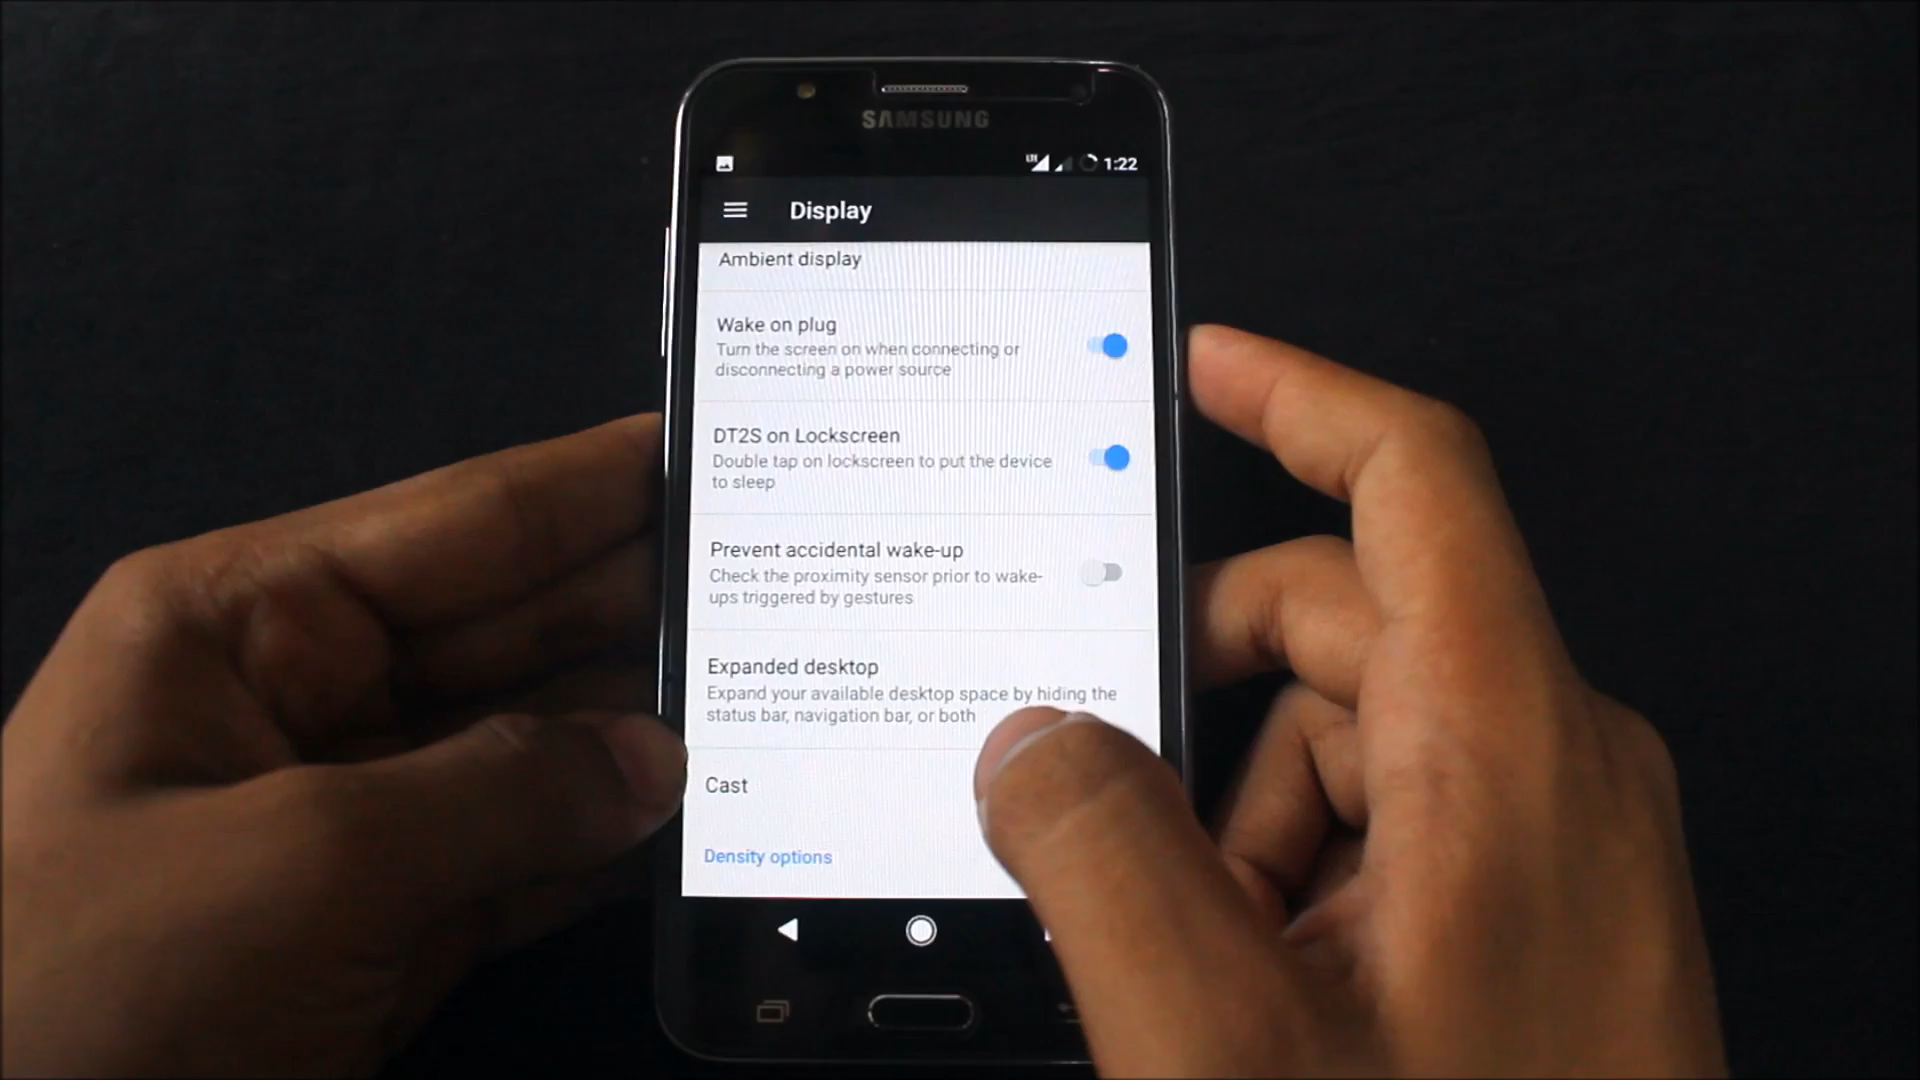 SAMSUNG
LTE 1:22
Display
Ambient display
Wake on plug
Turn the screen on when connecting or
disconnecting a power source
DT2S on Lockscreen
Double tap on lockscreen to put the device
to sleep
Prevent accidental wake-up
Check the proximity sensor prior to wake-
ups triggered by gestures
Expanded desktop
Expand your available desktop space by hiding the
status bar, navigation bar, or both
Cast
Density options